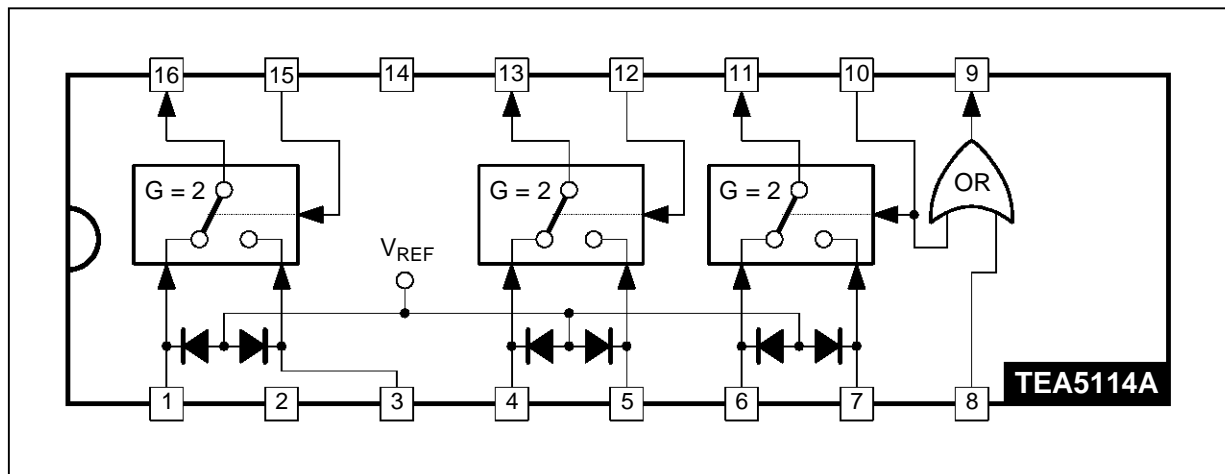 16 15 14 13 12 11 10 9
OR
G = 2 G = 2 G = 2
VREF
TEA5114A
1 2 3 4 5 6 7 8